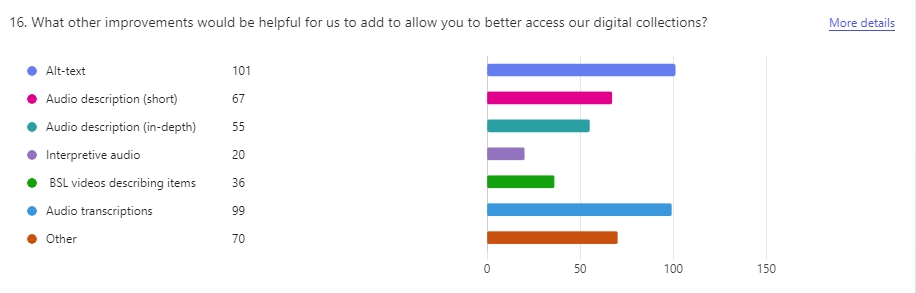 16. What other improvements would be helpful for us to add to allow you to better access our digital collections?
More details
Alt-text 101
Audio description (short) 67
Audio description (in-depth) 55
Interpretive audio 20
BSL videos describing items 36
Audio transcriptions 99
Other 70
0 50 100 150